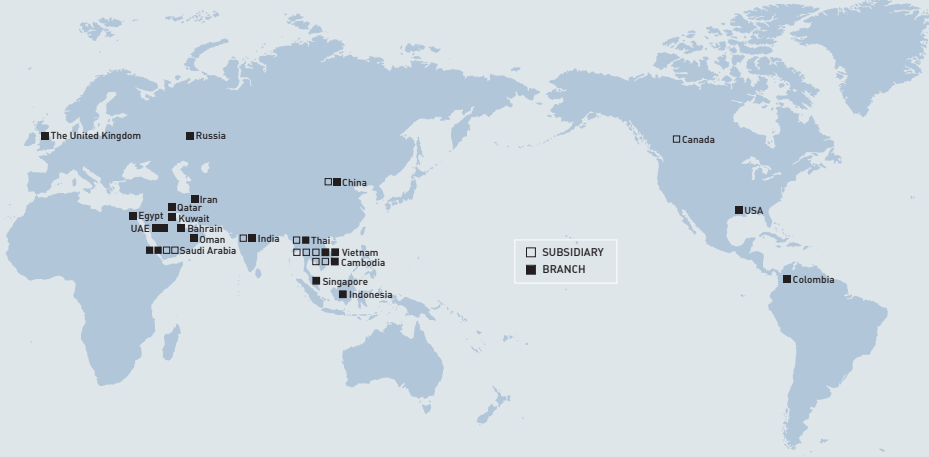 The United Kingdom
Russia
Canada
China
Iran
Qatar
Egypt
Kuwait
UAE
Bahrain
Oman
Saudi Arabia
India
Thai
Vietnam
Cambodia
Singapore
Indonesia
SUBSIDIARY
BRANCH
USA
Colombia